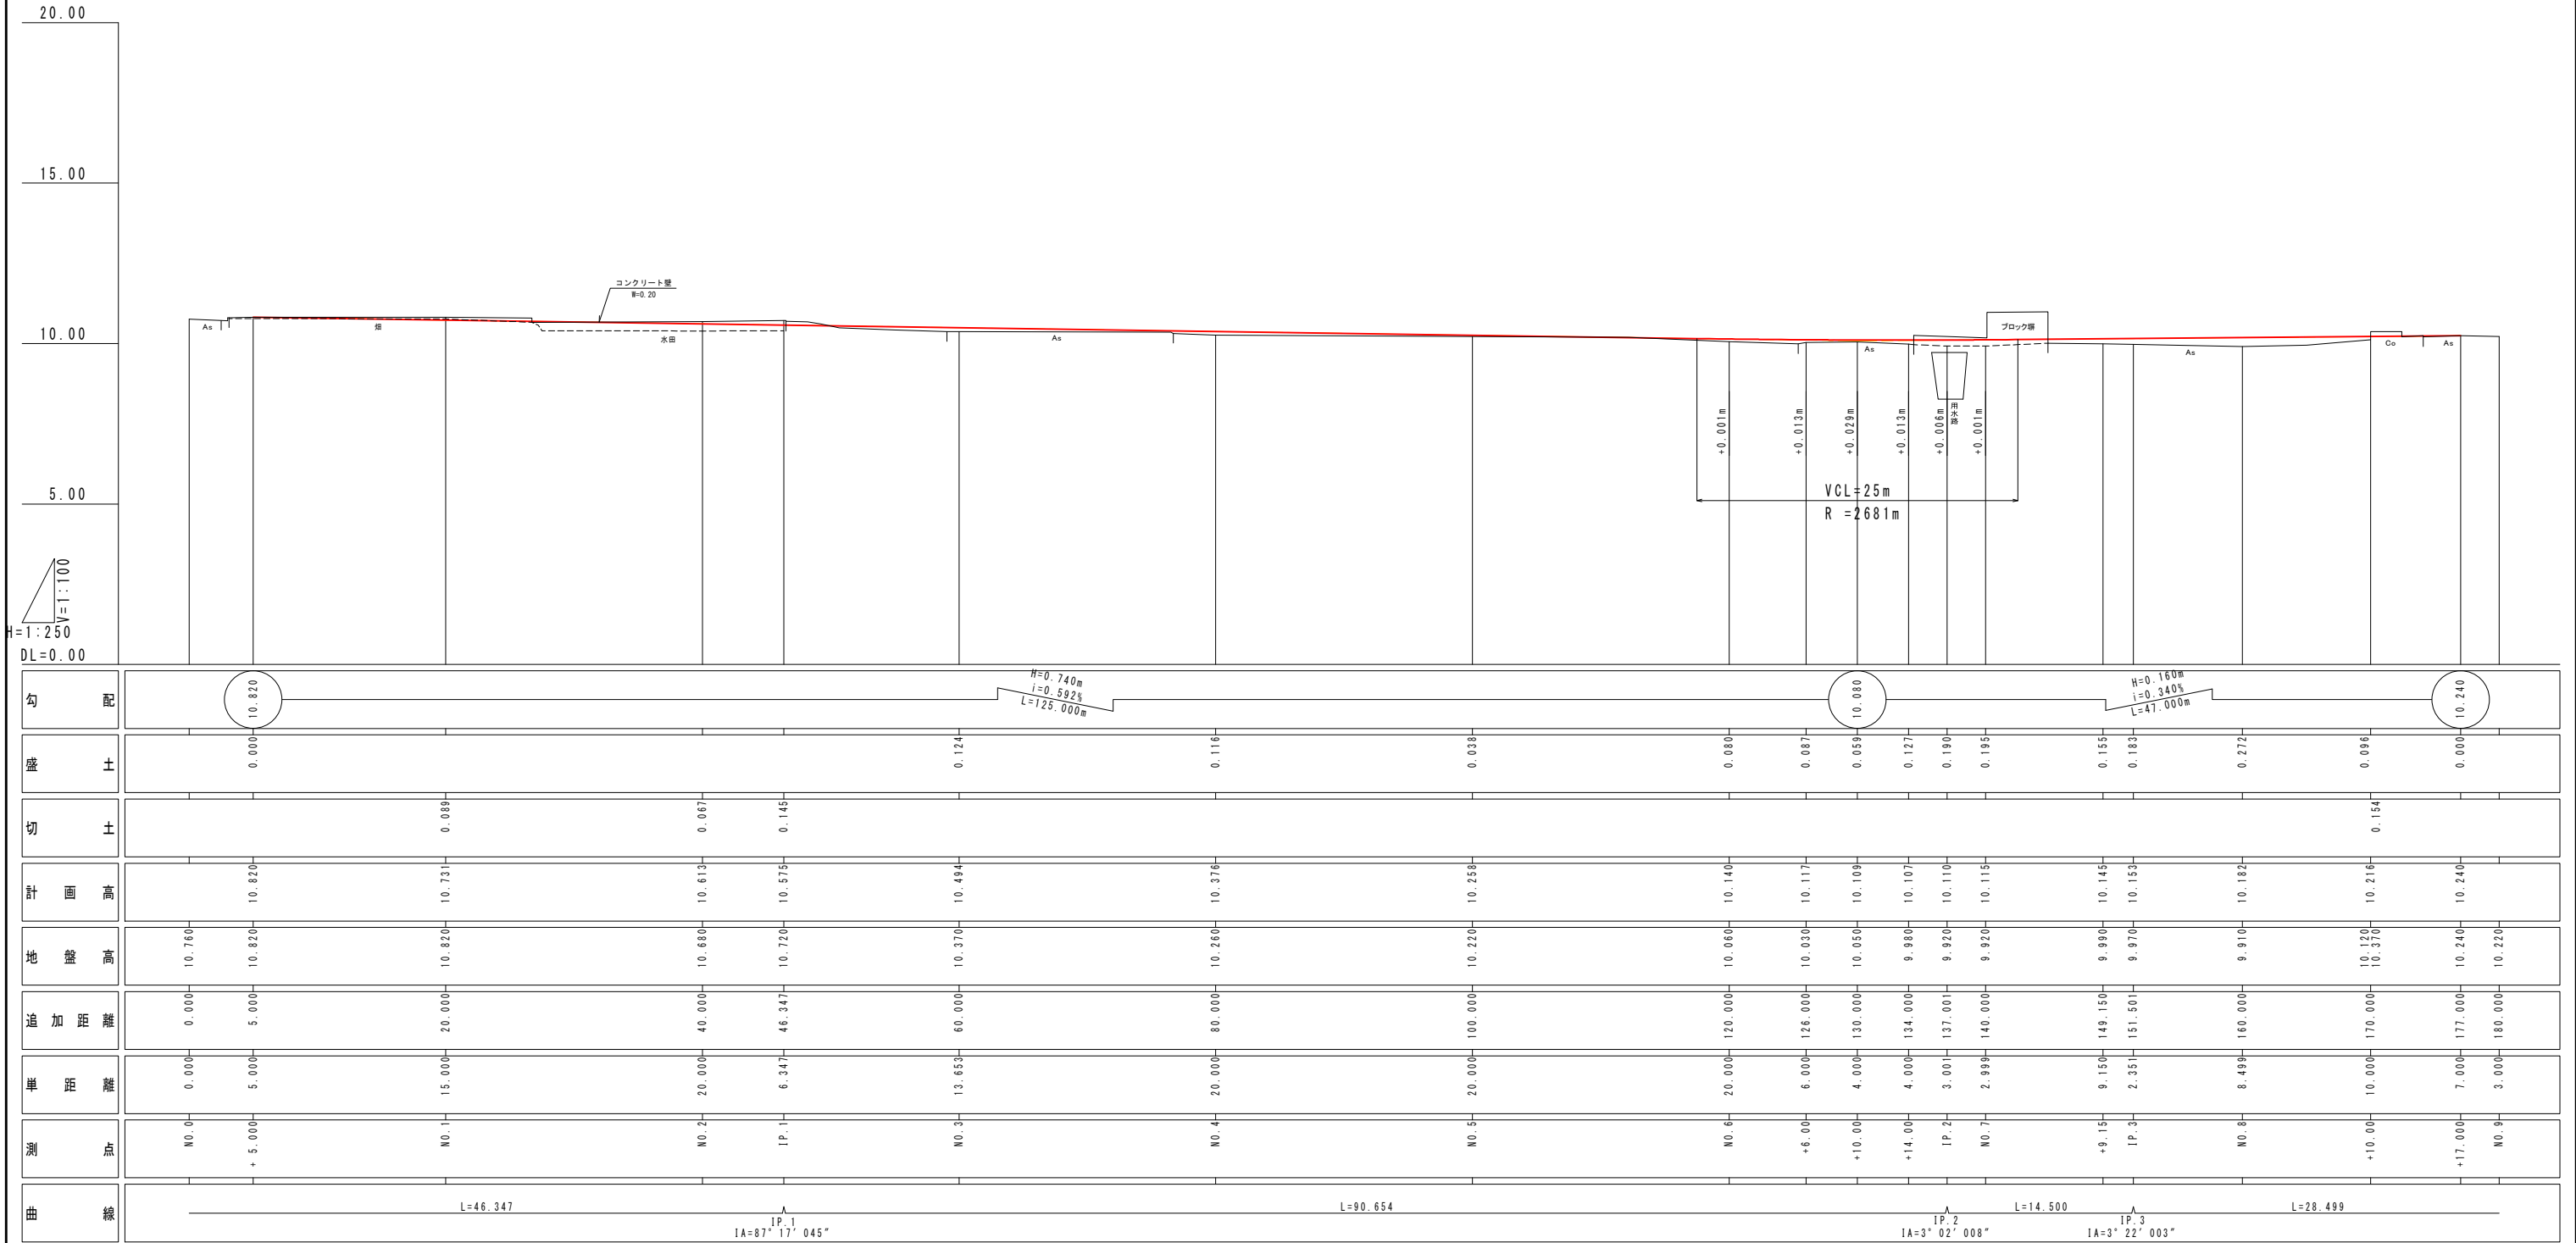 20.00
15.00
10.00
5.00
V=1:100
H=1:250
DL=0.00
コンクリート壁
W=0.20
As
畑
水田
As
As
ブロック塀
用水路
As
Co
As
+0.001m
+0.013m
+0.029m
+0.013m
+0.006m
+0.001m
VCL=25m
R =2681m
勾配
10.820
H=0.740m
i=0.592%
L=125.000m
10.080
H=0.160m
i=0.340%
L=47.000m
10.240
盛土
0.000 0.124 0.116 0.038 0.080 0.087 0.059 0.127 0.190 0.195 0.155 0.183 0.272 0.096 0.000
切土
0.089 0.067 0.145 0.154
計画高
10.820 10.731 10.613 10.575 10.494 10.376 10.258 10.140 10.117 10.109 10.107 10.110 10.115 10.145 10.153 10.182 10.216 10.240
地盤高
10.760 10.820 10.820 10.680 10.720 10.370 10.260 10.220 10.060 10.030 10.050 9.980 9.920 9.920 9.990 9.970 9.910 10.120 10.370 10.240 10.220
追加距離
0.000 5.000 20.000 40.000 46.347 60.000 80.000 100.000 120.000 126.000 130.000 134.000 137.001 140.000 149.150 151.501 160.000 170.000 177.000 180.000
単距離
0.000 5.000 15.000 20.000 6.347 13.653 20.000 20.000 20.000 6.000 4.000 4.000 3.001 2.999 9.150 2.351 8.499 10.000 7.000 3.000
測点
NO.0 + 5.000 NO.1 NO.2 IP.1 NO.3 NO.4 NO.5 NO.6 +6.00 +10.00 +14.00 IP.2 NO.7 +9.15 IP.3 NO.8 +10.00 +17.000 NO.9
曲線
L=46.347
IP.1
IA=87°17′045″
L=90.654
IP.2
IA=3°02′008″
L=14.500
IP.3
IA=3°22′003″
L=28.499